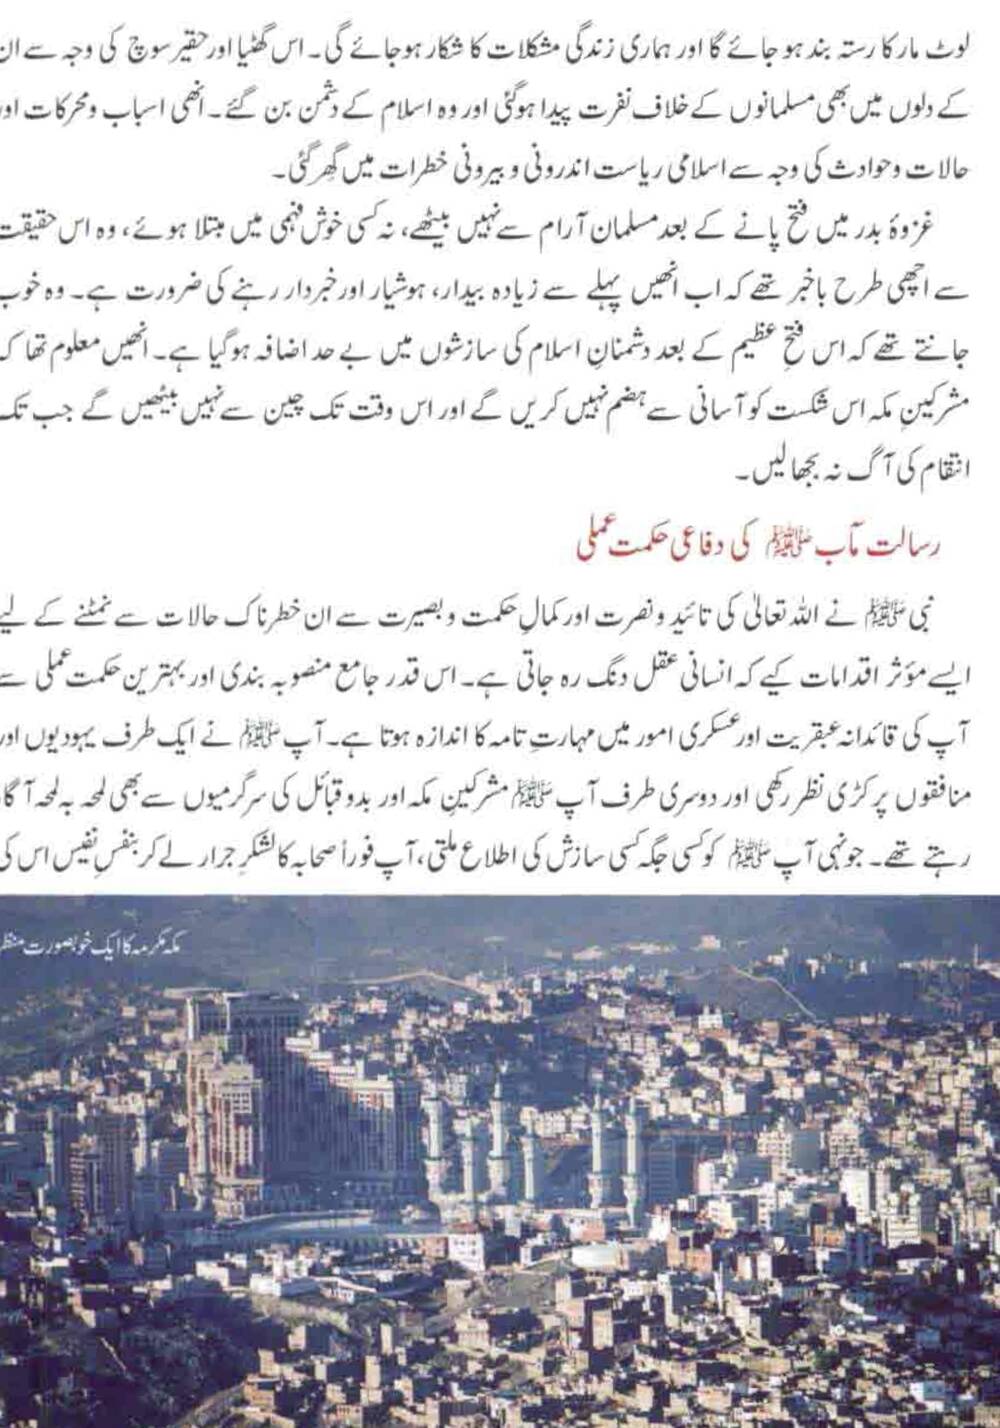 لوٹ مار کا رستہ بند ہو جائے گا اور ہماری زندگی مشکلات کا شکار ہو جائے گی۔ اس گھٹیا اور حقیر سوچ کی وجہ سے ان
کے دلوں میں بھی مسلمانوں کے خلاف نفرت پیدا ہوگئی اور وہ اسلام کے دشمن بن گئے۔ انھی اسباب ومحرکات اور
حالات وحوادث کی وجہ سے اسلامی ریاست اندرونی و بیرونی خطرات میں گھِر گئی۔
غزوۂ بدر میں فتح پانے کے بعد مسلمان آرام سے نہیں بیٹھے، نہ کسی خوش فہمی میں مبتلا ہوئے، وہ اس حقیقت
سے اچھی طرح باخبر تھے کہ اب انھیں پہلے سے زیادہ بیدار، ہوشیار اور خبردار رہنے کی ضرورت ہے۔ وہ خوب
جانتے تھے کہ اس فتحِ عظیم کے بعد دشمنانِ اسلام کی سازشوں میں بے حد اضافہ ہوگیا ہے۔ انھیں معلوم تھا کہ
مشرکینِ مکہ اس شکست کو آسانی سے ہضم نہیں کریں گے اور اس وقت تک چین سے نہیں بیٹھیں گے جب تک
انتقام کی آگ نہ بجھا لیں۔
رسالت مآب ﷺ کی دفاعی حکمت عملی
نبی ﷺ نے اللہ تعالیٰ کی تائید و نصرت اور کمالِ حکمت و بصیرت سے ان خطرناک حالات سے نمٹنے کے لیے
ایسے مؤثر اقدامات کیے کہ انسانی عقل دنگ رہ جاتی ہے۔ اس قدر جامع منصوبہ بندی اور بہترین حکمت عملی سے
آپ کی قائدانہ عبقریت اور عسکری امور میں مہارتِ تامہ کا اندازہ ہوتا ہے۔ آپ ﷺ نے ایک طرف یہودیوں اور
منافقوں پر کڑی نظر رکھی اور دوسری طرف آپ ﷺ مشرکینِ مکہ اور بدو قبائل کی سرگرمیوں سے بھی لمحہ بہ لمحہ آگاہ
رہتے تھے۔ جونہی آپ ﷺ کو کسی جگہ کسی سازش کی اطلاع ملتی، آپ فوراً صحابہ کا لشکرِ جرار لے کر بنفسِ نفیس اس کی
مکہ مکرمہ کا ایک خوبصورت منظر